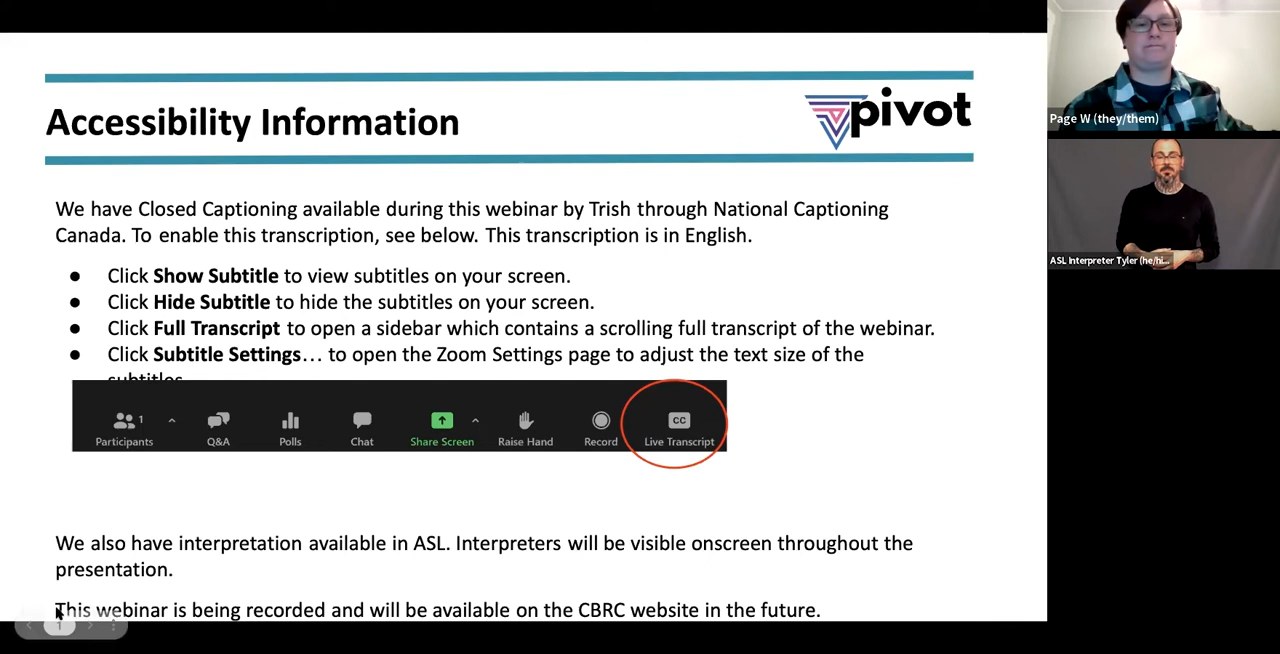 Accessibility Information
pivot
We have Closed Captioning available during this webinar by Trish through National Captioning
Canada. To enable this transcription, see below. This transcription is in English.
● Click Show Subtitle to view subtitles on your screen.
● Click Hide Subtitle to hide the subtitles on your screen.
● Click Full Transcript to open a sidebar which contains a scrolling full transcript of the webinar.
● Click Subtitle Settings… to open the Zoom Settings page to adjust the text size of the
subtitles
1
CC
Participants Q&A Polls Chat Share Screen Raise Hand Record Live Transcript
We also have interpretation available in ASL. Interpreters will be visible onscreen throughout the
presentation.
This webinar is being recorded and will be available on the CBRC website in the future.
1
Page W (they/them)
ASL Interpreter Tyler (he/hi...